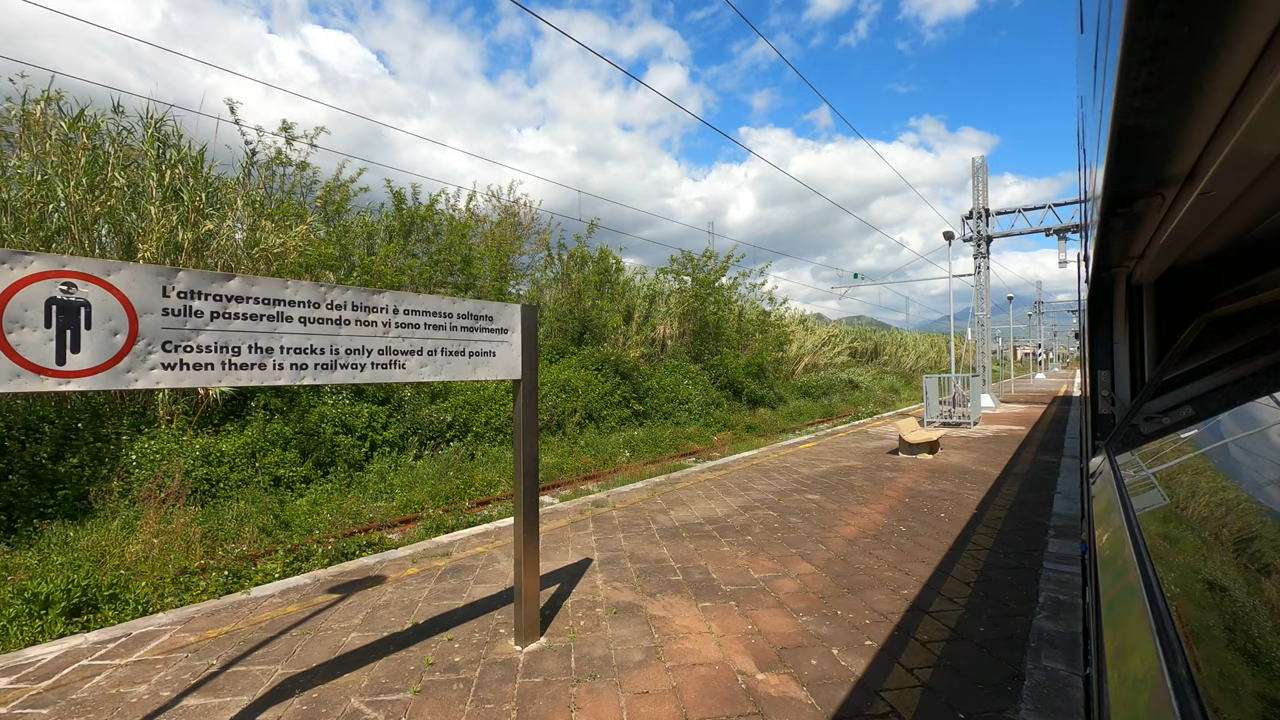 L'attraversamento dei binari è ammesso soltanto
sulle passerelle quando non vi sono treni in movimento
Crossing the tracks is only allowed at fixed points
when there is no railway traffic